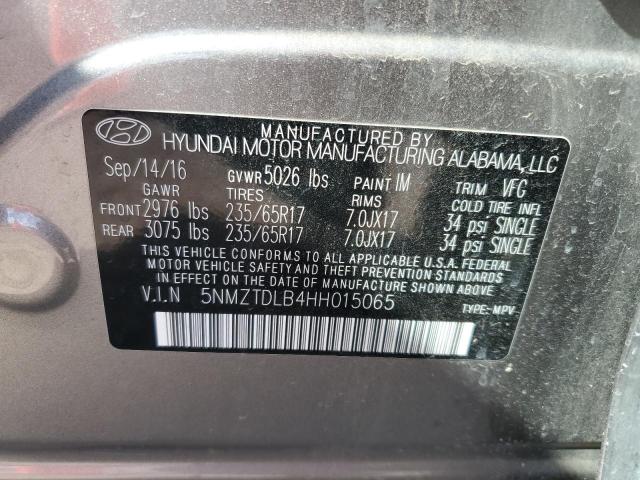 MANUFACTURED BY
HYUNDAI MOTOR MANUFACTURING ALABAMA, LLC
Sep/14/16 GVWR 5026 lbs PAINT IM TRIM VFC
GAWR TIRES RIMS COLD TIRE INFL
FRONT 2976 lbs 235/65R17 7.0JX17 34 psi SINGLE
REAR 3075 lbs 235/65R17 7.0JX17 34 psi SINGLE
THIS VEHICLE CONFORMS TO ALL APPLICABLE U.S.A. FEDERAL
MOTOR VEHICLE SAFETY, BUMPER, AND THEFT PREVENTION STANDARDS
IN EFFECT ON THE DATE OF MANUFACTURE SHOWN ABOVE.
V.I.N 5NMZTDLB4HH015065 TYPE: MPV